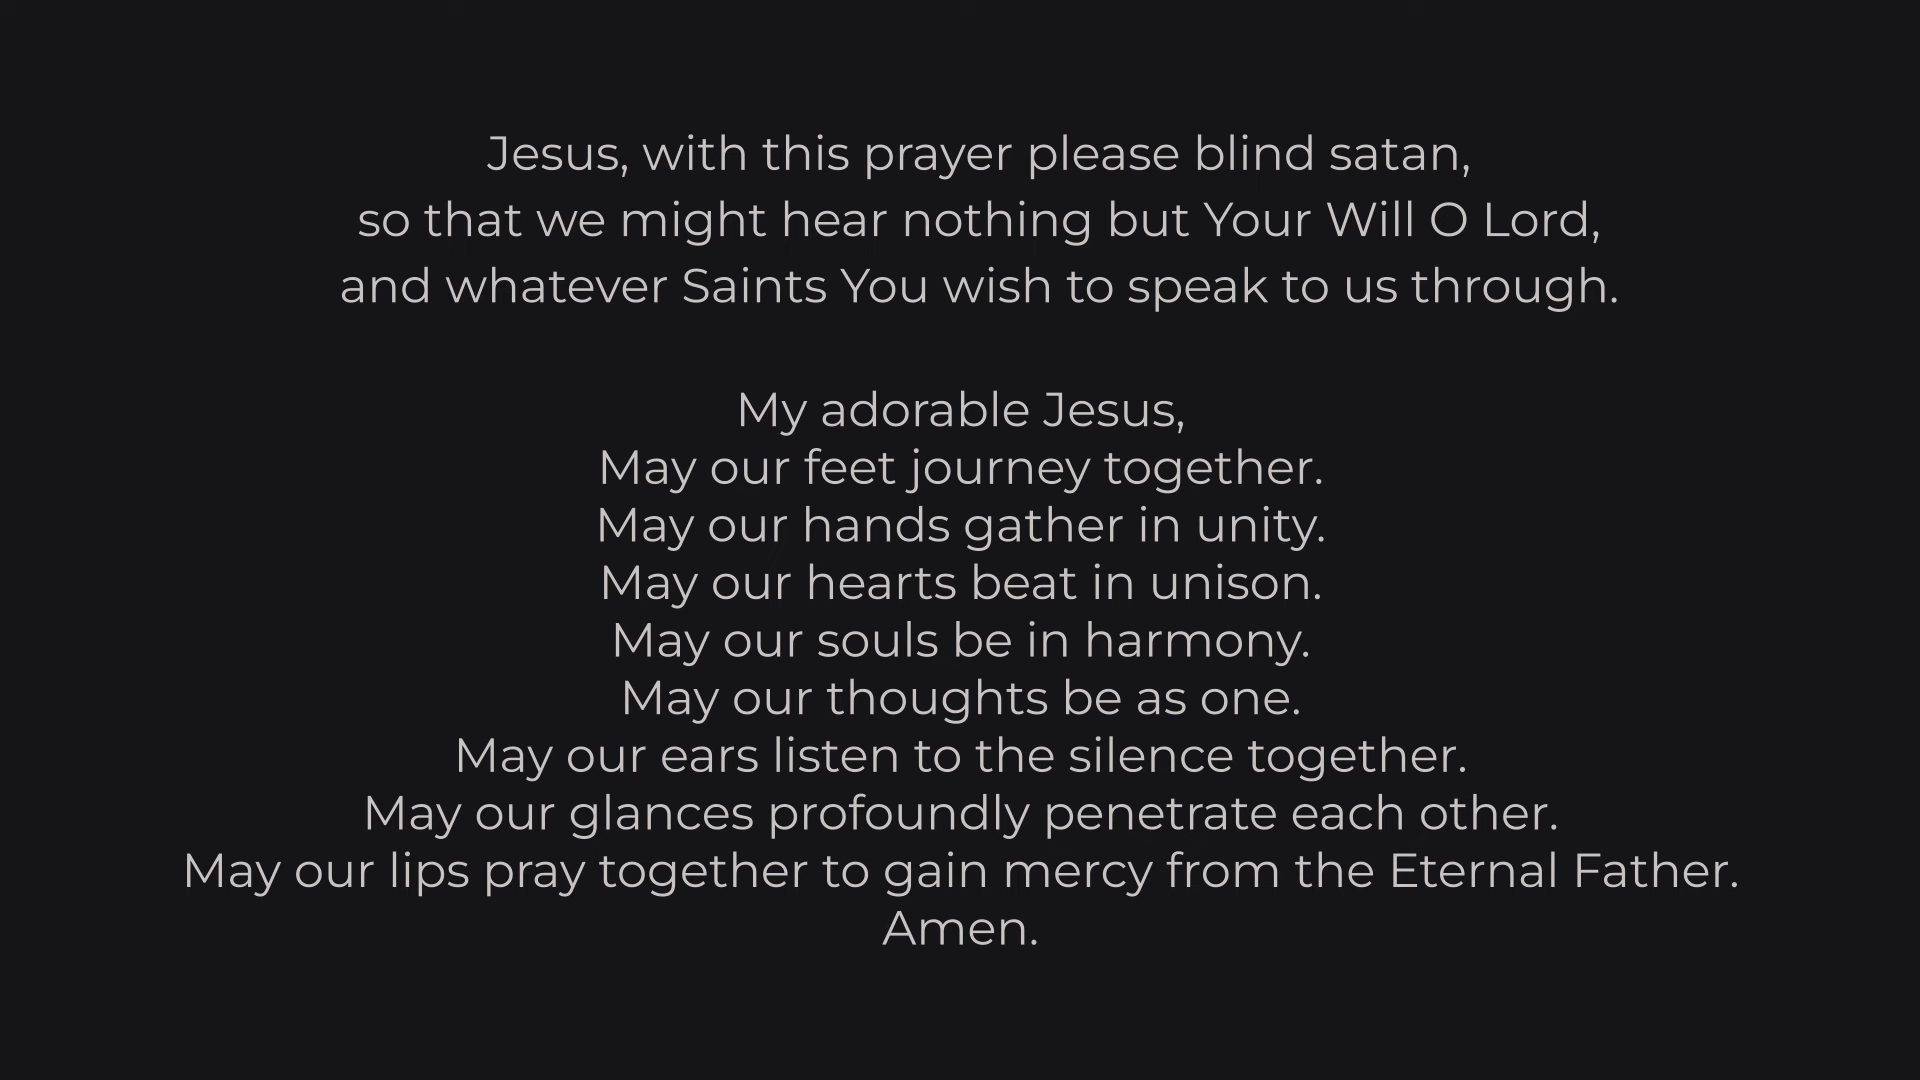 Jesus, with this prayer please blind satan,
so that we might hear nothing but Your Will O Lord,
and whatever Saints You wish to speak to us through.
My adorable Jesus,
May our feet journey together.
May our hands gather in unity.
May our hearts beat in unison.
May our souls be in harmony.
May our thoughts be as one.
May our ears listen to the silence together.
May our glances profoundly penetrate each other.
May our lips pray together to gain mercy from the Eternal Father.
Amen.